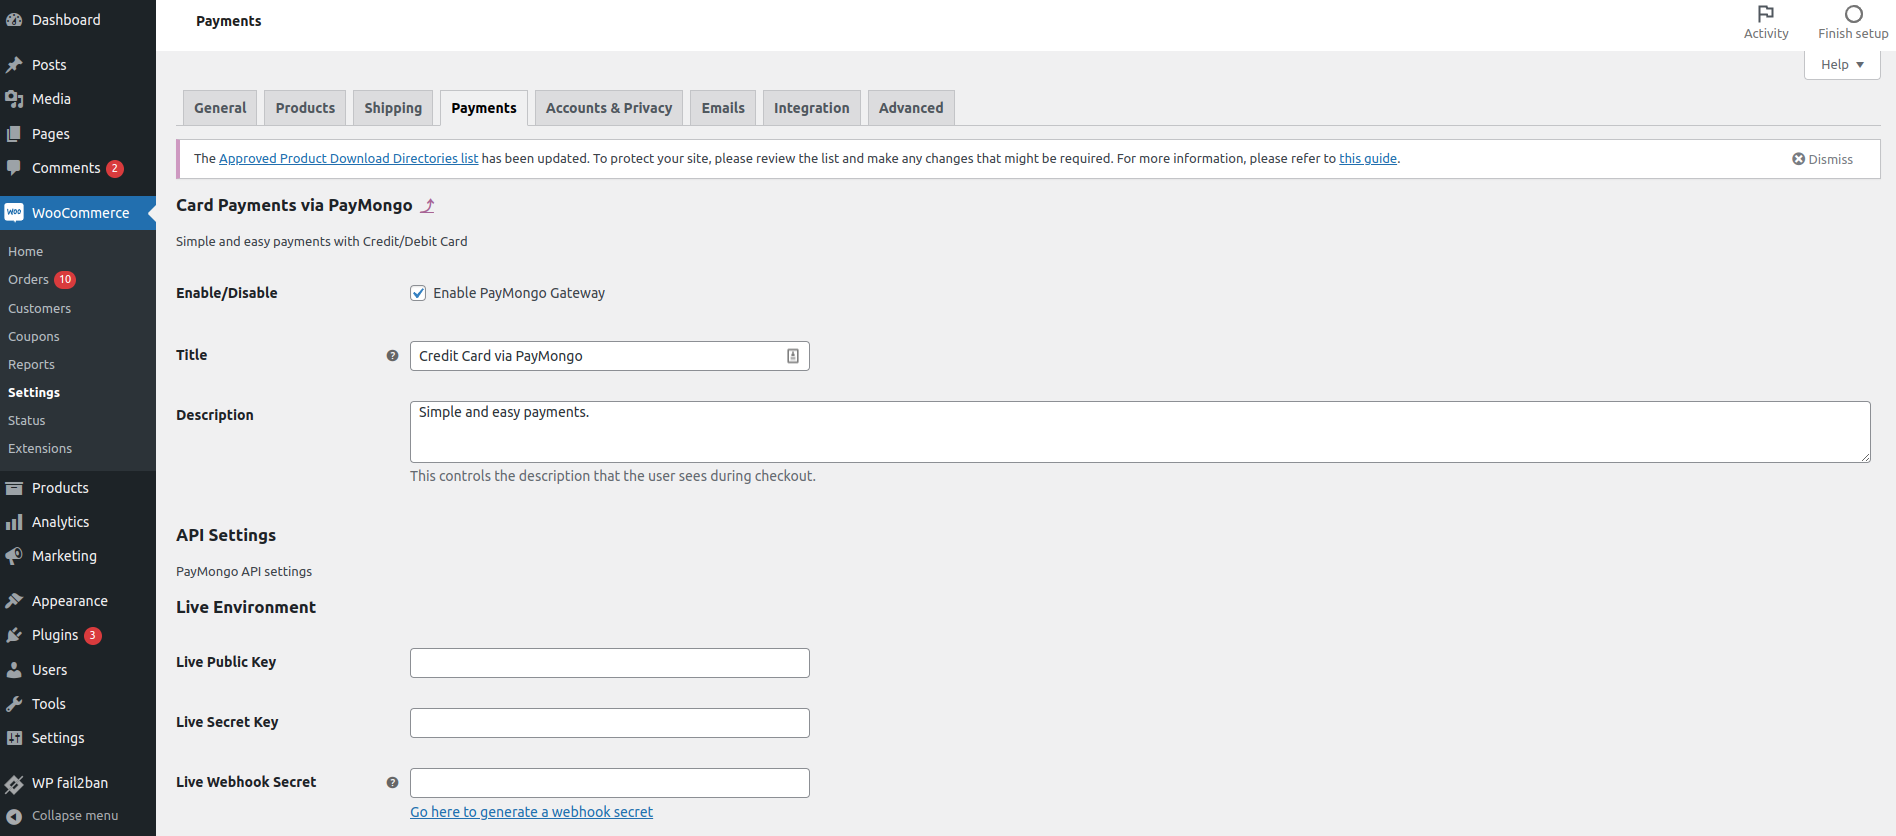 Dashboard
Posts
Media
Pages
Comments 2
WOO WooCommerce
Home
Orders 10
Customers
Coupons
Reports
Settings
Status
Extensions
Products
Analytics
Marketing
Appearance
Plugins 3
Users
Tools
Settings
WP fail2ban
Collapse menu
Payments
Activity
Finish setup
Help
General Products Shipping Payments Accounts & Privacy Emails Integration Advanced
The Approved Product Download Directories list has been updated. To protect your site, please review the list and make any changes that might be required. For more information, please refer to this guide.
Dismiss
Card Payments via PayMongo
Simple and easy payments with Credit/Debit Card
Enable/Disable
Enable PayMongo Gateway
Title
?
Credit Card via PayMongo
Description
Simple and easy payments.
This controls the description that the user sees during checkout.
API Settings
PayMongo API settings
Live Environment
Live Public Key
Live Secret Key
Live Webhook Secret
?
Go here to generate a webhook secret